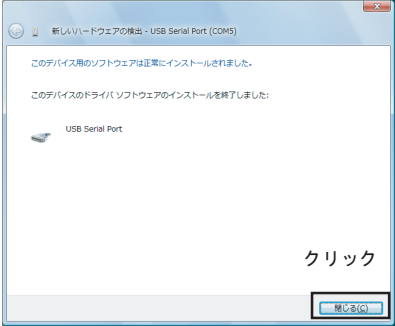 新しいハードウェアの検出 - USB Serial Port (COM5)
このデバイス用のソフトウェアは正常にインストールされました。
このデバイスのドライバ ソフトウェアのインストールを終了しました:
USB Serial Port
クリック
閉じる(C)